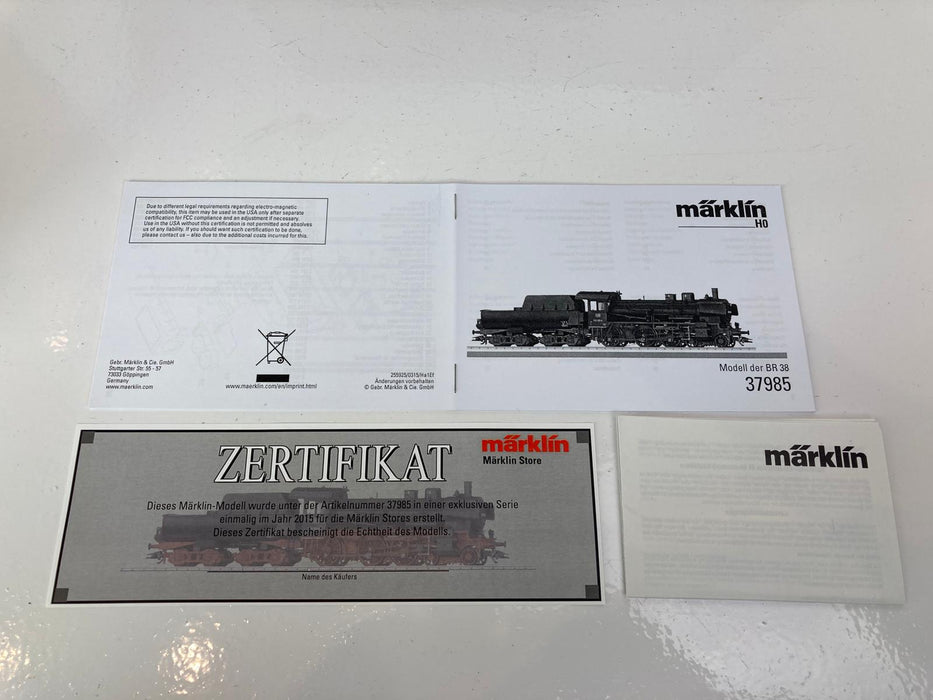 Due to different legal requirements regarding electro-magnetic
compatibility, this item may be used in the USA only after separate
certification for FCC compliance and an adjustment if necessary.
Use in the USA without this certification is not permitted and absolves
us of any liability. If you should want such certification to be done,
please contact us – also due to the additional costs incurred for this.
Gebr. Märklin & Cie. GmbH
Stuttgarter Str. 55 - 57
73033 Göppingen
Germany
www.maerklin.com
www.maerklin.com/en/imprint.html
255925/0315/Ha1Ef
Änderungen vorbehalten
© Gebr. Märklin & Cie. GmbH
märklin
H0
Modell der BR 38
37985
ZERTIFIKAT
märklin
Märklin Store
Dieses Märklin-Modell wurde unter der Artikelnummer 37985 in einer exklusiven Serie
einmalig im Jahr 2015 für die Märklin Stores erstellt.
Dieses Zertifikat bescheinigt die Echtheit des Modells.
Name des Käufers
märklin